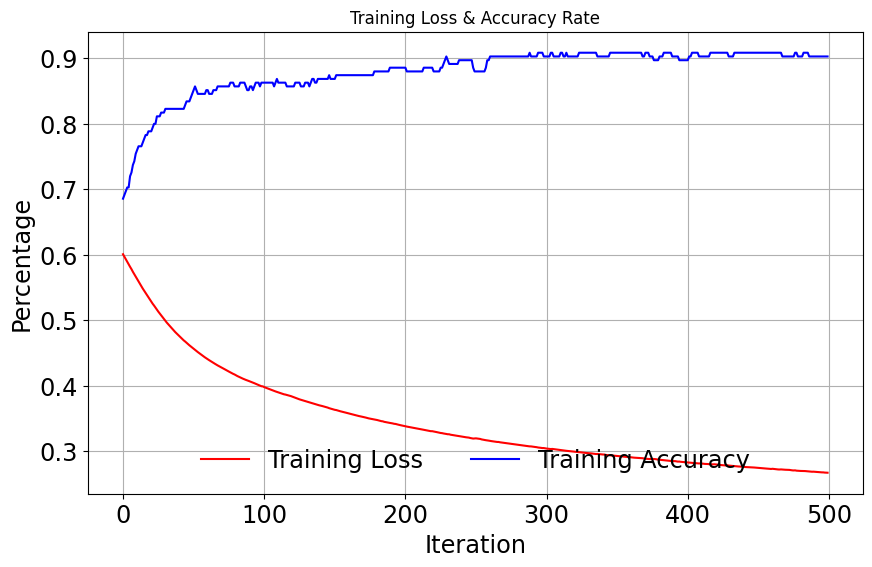 Training Loss & Accuracy Rate
Percentage
0.9
0.8
0.7
0.6
0.5
0.4
0.3
Training Loss
Training Accuracy
0
100
200
300
400
500
Iteration